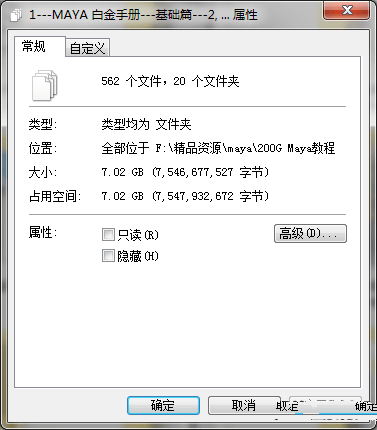 1---MAYA 白金手册---基础篇---2, ... 属性
常规 自定义
562 个文件，20 个文件夹
类型: 类型均为 文件夹
位置: 全部位于 F:\精品资源\maya\200G Maya教程
大小: 7.02 GB (7,546,677,527 字节)
占用空间: 7.02 GB (7,547,932,672 字节)
属性: 只读(R) 高级(D)...
隐藏(H)
确定 取消 取消 确定